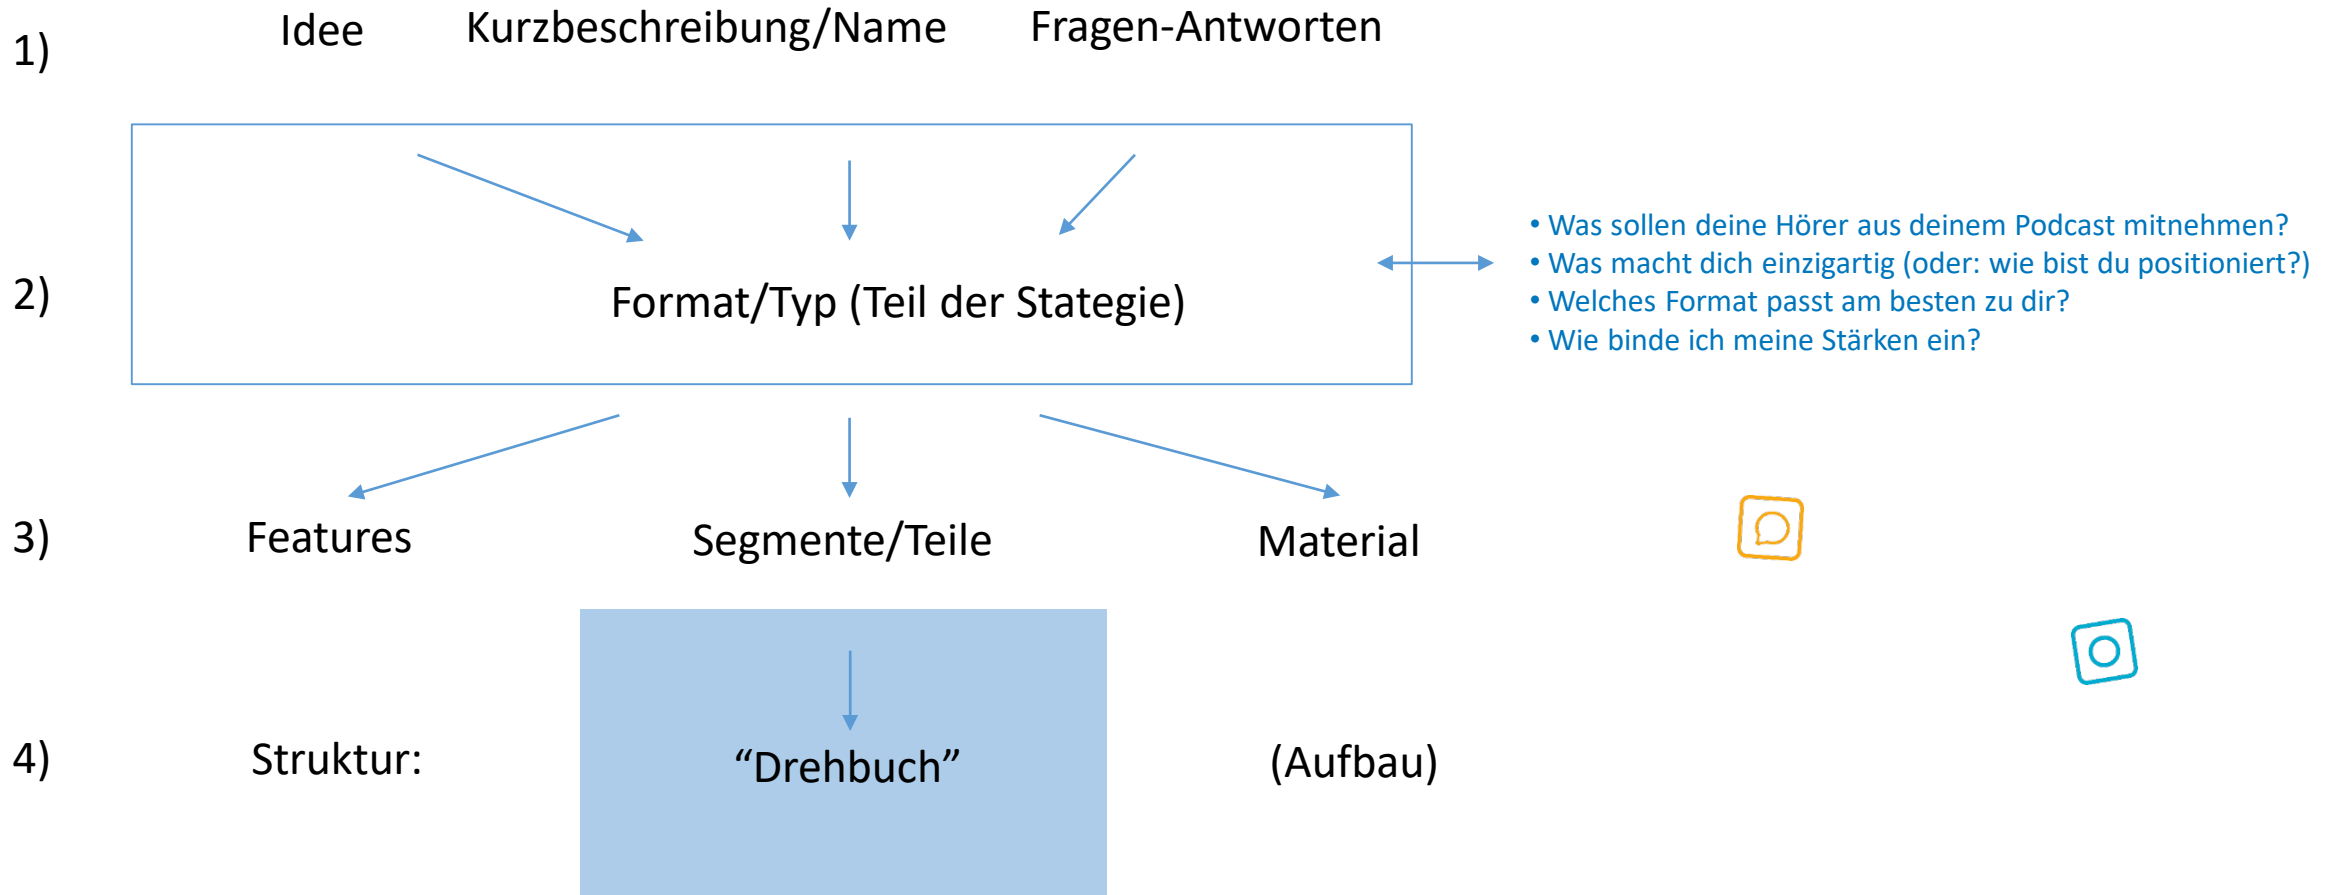 1) Idee Kurzbeschreibung/Name Fragen-Antworten
2) Format/Typ (Teil der Stategie)
• Was sollen deine Hörer aus deinem Podcast mitnehmen?
• Was macht dich einzigartig (oder: wie bist du positioniert?)
• Welches Format passt am besten zu dir?
• Wie binde ich meine Stärken ein?
3) Features Segmente/Teile Material
4) Struktur: “Drehbuch” (Aufbau)